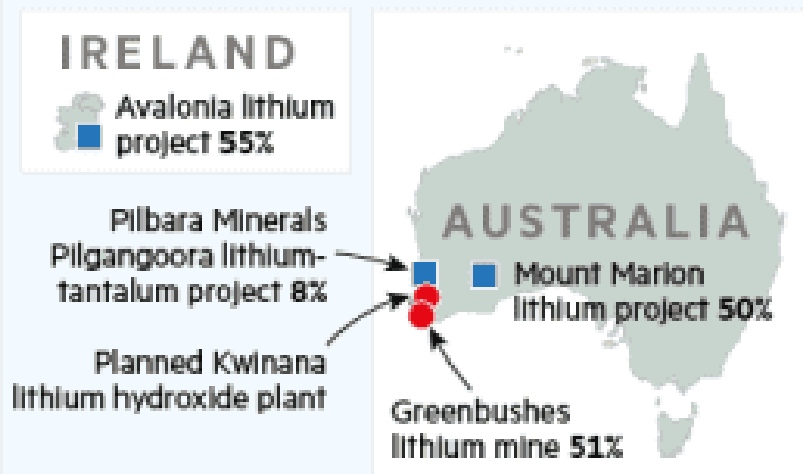 IRELAND
Avalonia lithium
project 55%
Pilbara Minerals
Pilgangoora lithium-
tantalum project 8%
Planned Kwinana
lithium hydroxide plant
AUSTRALIA
Mount Marion
lithium project 50%
Greenbushes
lithium mine 51%